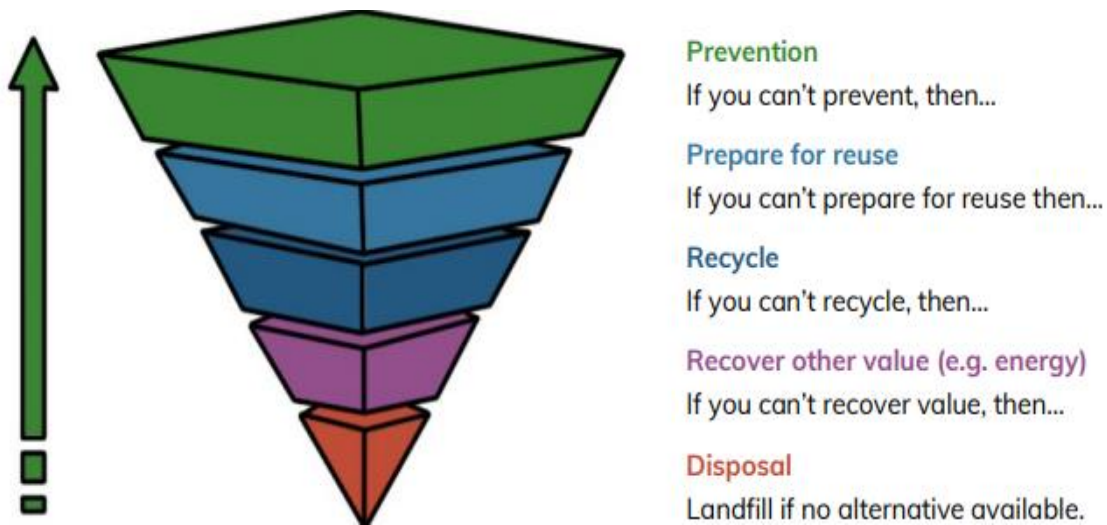 Prevention
If you can’t prevent, then...
Prepare for reuse
If you can’t prepare for reuse then...
Recycle
If you can’t recycle, then...
Recover other value (e.g. energy)
If you can’t recover value, then...
Disposal
Landfill if no alternative available.